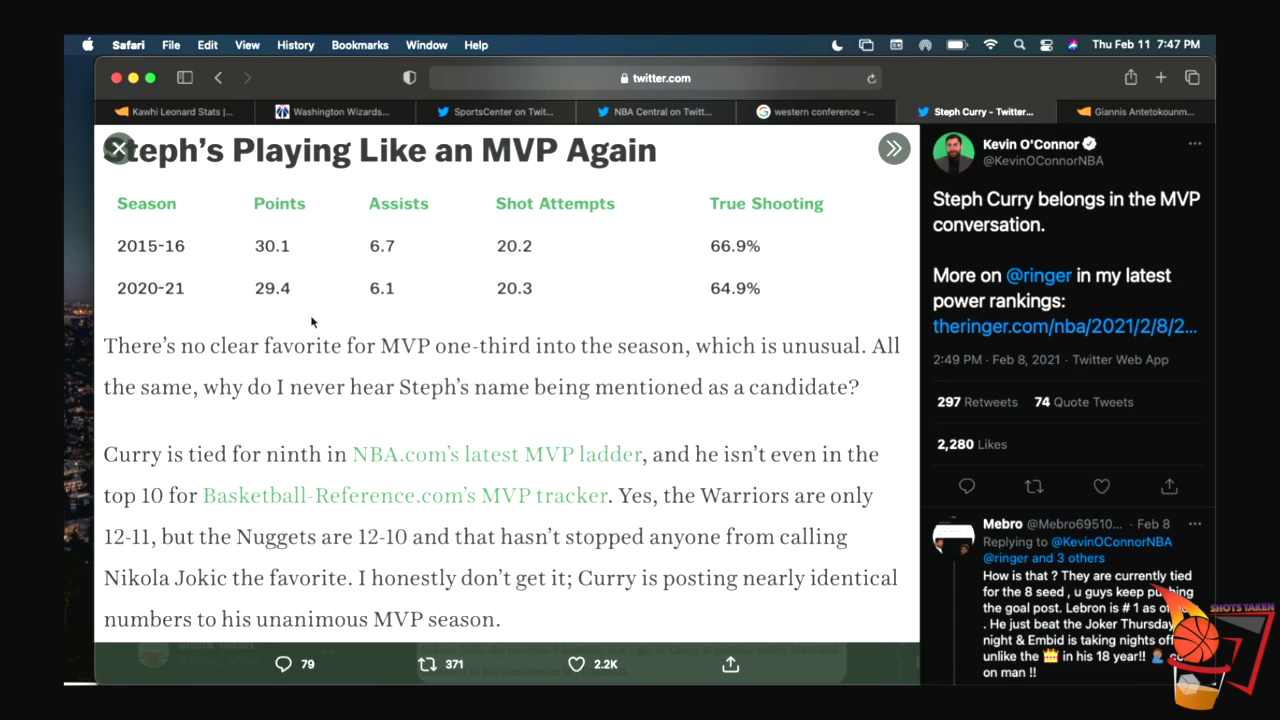 Safari File Edit View History Bookmarks Window Help Thu Feb 11 7:47 PM
twitter.com
Kawhi Leonard Stats |... Washington Wizards... SportsCenter on Twit... NBA Central on Twitt... western conference -... Steph Curry - Twitter... Giannis Antetokounm...
Steph's Playing Like an MVP Again
Season Points Assists Shot Attempts True Shooting
2015-16 30.1 6.7 20.2 66.9%
2020-21 29.4 6.1 20.3 64.9%
There's no clear favorite for MVP one-third into the season, which is unusual. All
the same, why do I never hear Steph's name being mentioned as a candidate?
Curry is tied for ninth in NBA.com's latest MVP ladder, and he isn't even in the
top 10 for Basketball-Reference.com's MVP tracker. Yes, the Warriors are only
12-11, but the Nuggets are 12-10 and that hasn't stopped anyone from calling
Nikola Jokic the favorite. I honestly don't get it; Curry is posting nearly identical
numbers to his unanimous MVP season.
79 371 2.2K
Kevin O'Connor
@KevinOConnorNBA
Steph Curry belongs in the MVP
conversation.
More on @ringer in my latest
power rankings:
theringer.com/nba/2021/2/8/2...
2:49 PM · Feb 8, 2021 · Twitter Web App
297 Retweets 74 Quote Tweets
2,280 Likes
Mebro @Mebro69510... · Feb 8
Replying to @KevinOConnorNBA
@ringer and 3 others
How is that ? They are currently tied
for the 8 seed , u guys keep pushing
the goal post. Lebron is # 1 as of
. He just beat the Joker Thursday
night & Embid is taking nights off
unlike the 👑 in his 18 year!!
on man !!
SHOTS TAKEN